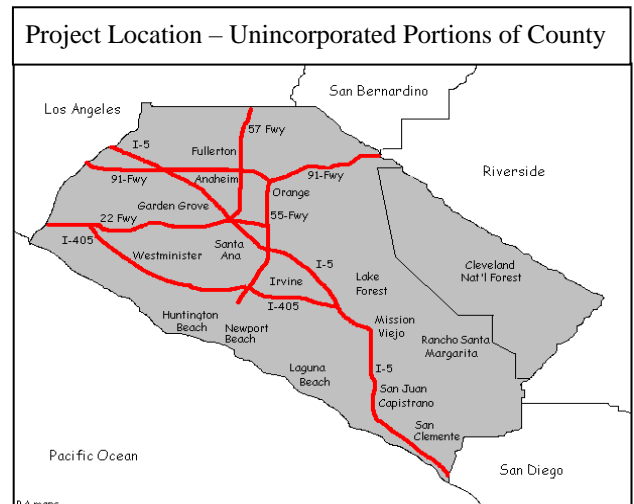 Project Location – Unincorporated Portions of County
San Bernardino
Los Angeles
57 Fwy
I-5
Fullerton
Riverside
91-Fwy
91-Fwy
Anaheim
Orange
Garden Grove
55-Fwy
22 Fwy
I-405
Westminister
Santa
Ana
I-5
Cleveland
Nat'l Forest
Irvine
Lake
Forest
I-405
Huntington
Beach
Newport
Beach
Mission
Viejo
Rancho Santa
Margarita
Laguna
Beach
I-5
San Juan
Capistrano
San
Clemente
Pacific Ocean
San Diego